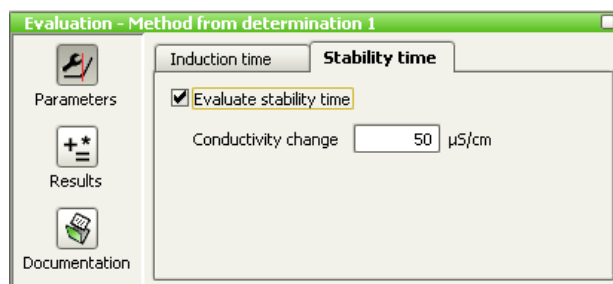 Evaluation - Method from determination 1
Induction time
Stability time
Parameters
Evaluate stability time
Conductivity change 50 µS/cm
Results
Documentation